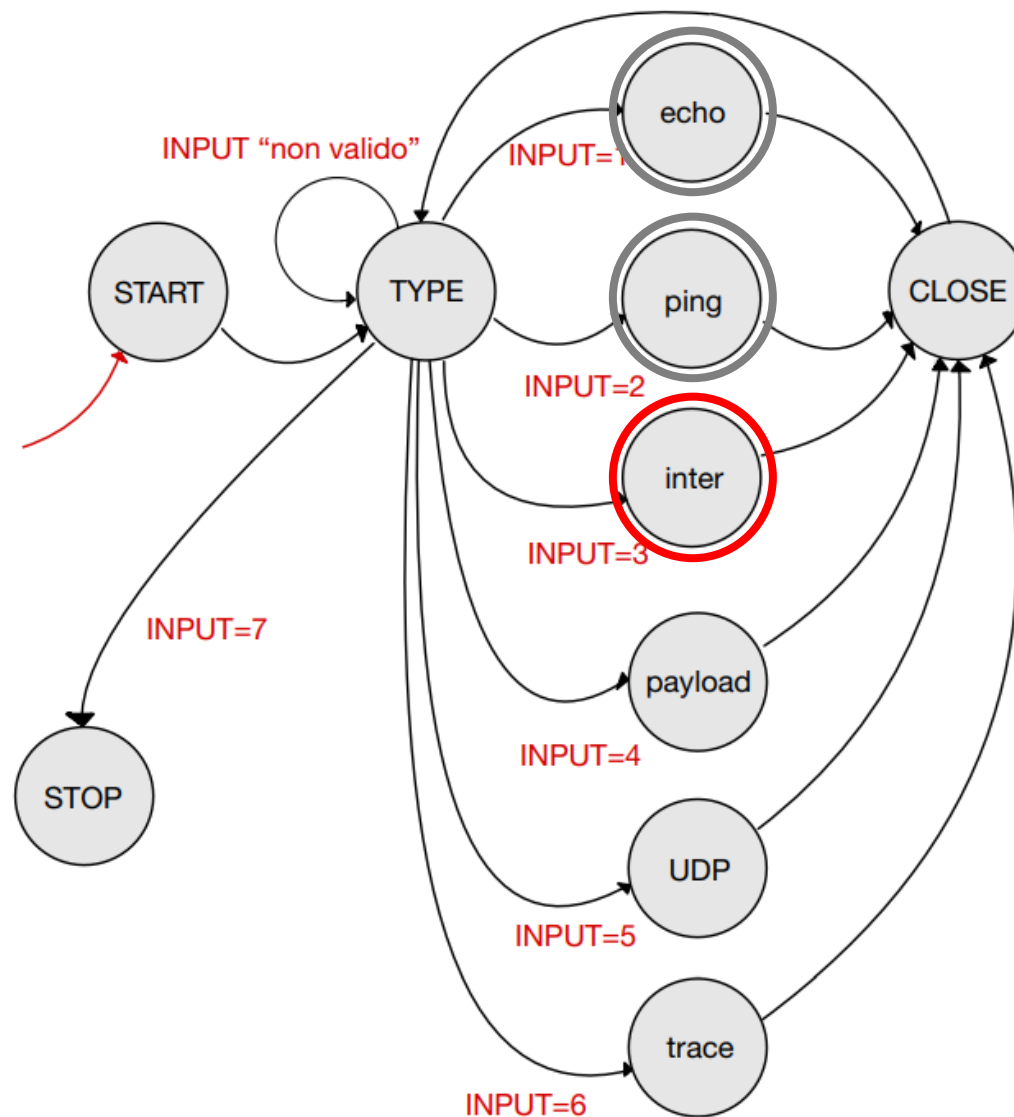 echo
INPUT "non valido"
INPUT=1
START
TYPE
ping
CLOSE
INPUT=2
inter
INPUT=3
INPUT=7
payload
INPUT=4
STOP
UDP
INPUT=5
trace
INPUT=6